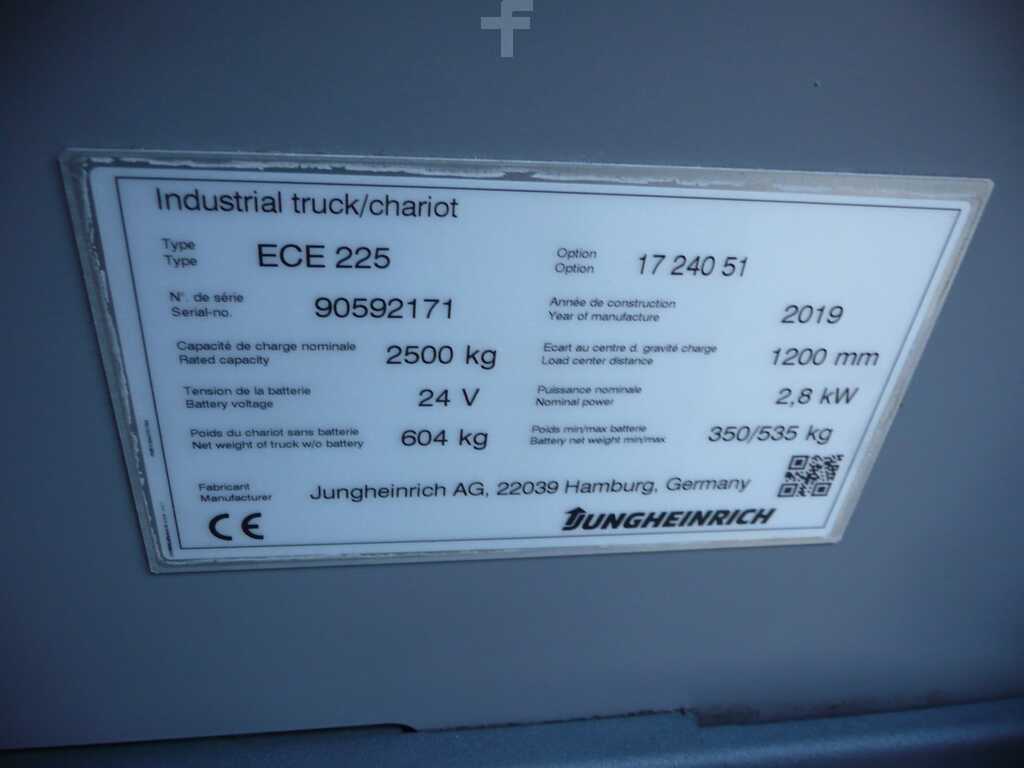 f
Industrial truck/chariot
Type
Type
ECE 225
Option
Option
17 240 51
N°. de série
Serial-no.
90592171
Année de construction
Year of manufacture
2019
Capacité de charge nominale
Rated capacity
2500 kg
Ecart au centre d. gravité charge
Load center distance
1200 mm
Tension de la batterie
Battery voltage
24 V
Puissance nominale
Nominal power
2,8 kW
Poids du chariot sans batterie
Net weight of truck w/o battery
604 kg
Poids min/max batterie
Battery net weight min/max
350/535 kg
Fabricant
Manufacturer
Jungheinrich AG, 22039 Hamburg, Germany
CE
JUNGHEINRICH